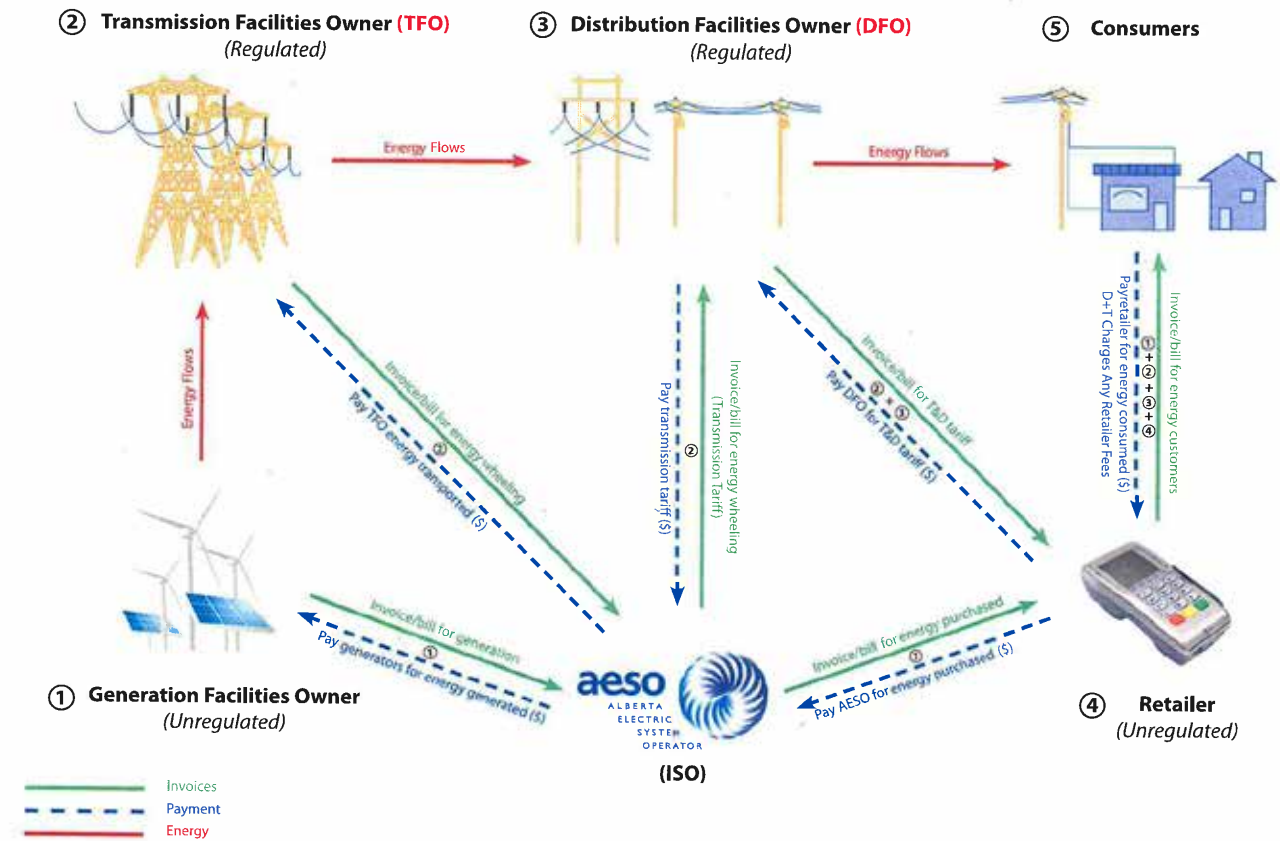 ② Transmission Facilities Owner (TFO)
(Regulated)
③ Distribution Facilities Owner (DFO)
(Regulated)
⑤ Consumers
Energy Flows
Energy Flows
Energy Flows
Invoice/bill for energy wheeling
②
Pay TFO energy transported ($)
Pay transmission tariff ($)
②
Invoice/bill for energy wheeling
(Transmission Tariff)
Invoice/bill for T&D tariff
Pay DFO for T&D tariff ($)
Payretailer for energy consumed ($)
D+T Charges Any Retailer Fees
① + ② + ③ + ④
Invoice/bill for energy customers
Invoice/bill for generation
①
Pay generators for energy generated ($)
Invoice/bill for energy purchased
①
Pay AESO for energy purchased ($)
① Generation Facilities Owner
(Unregulated)
aeso
ALBERTA
ELECTRIC
SYSTEM
OPERATOR
(ISO)
④ Retailer
(Unregulated)
Invoices
Payment
Energy